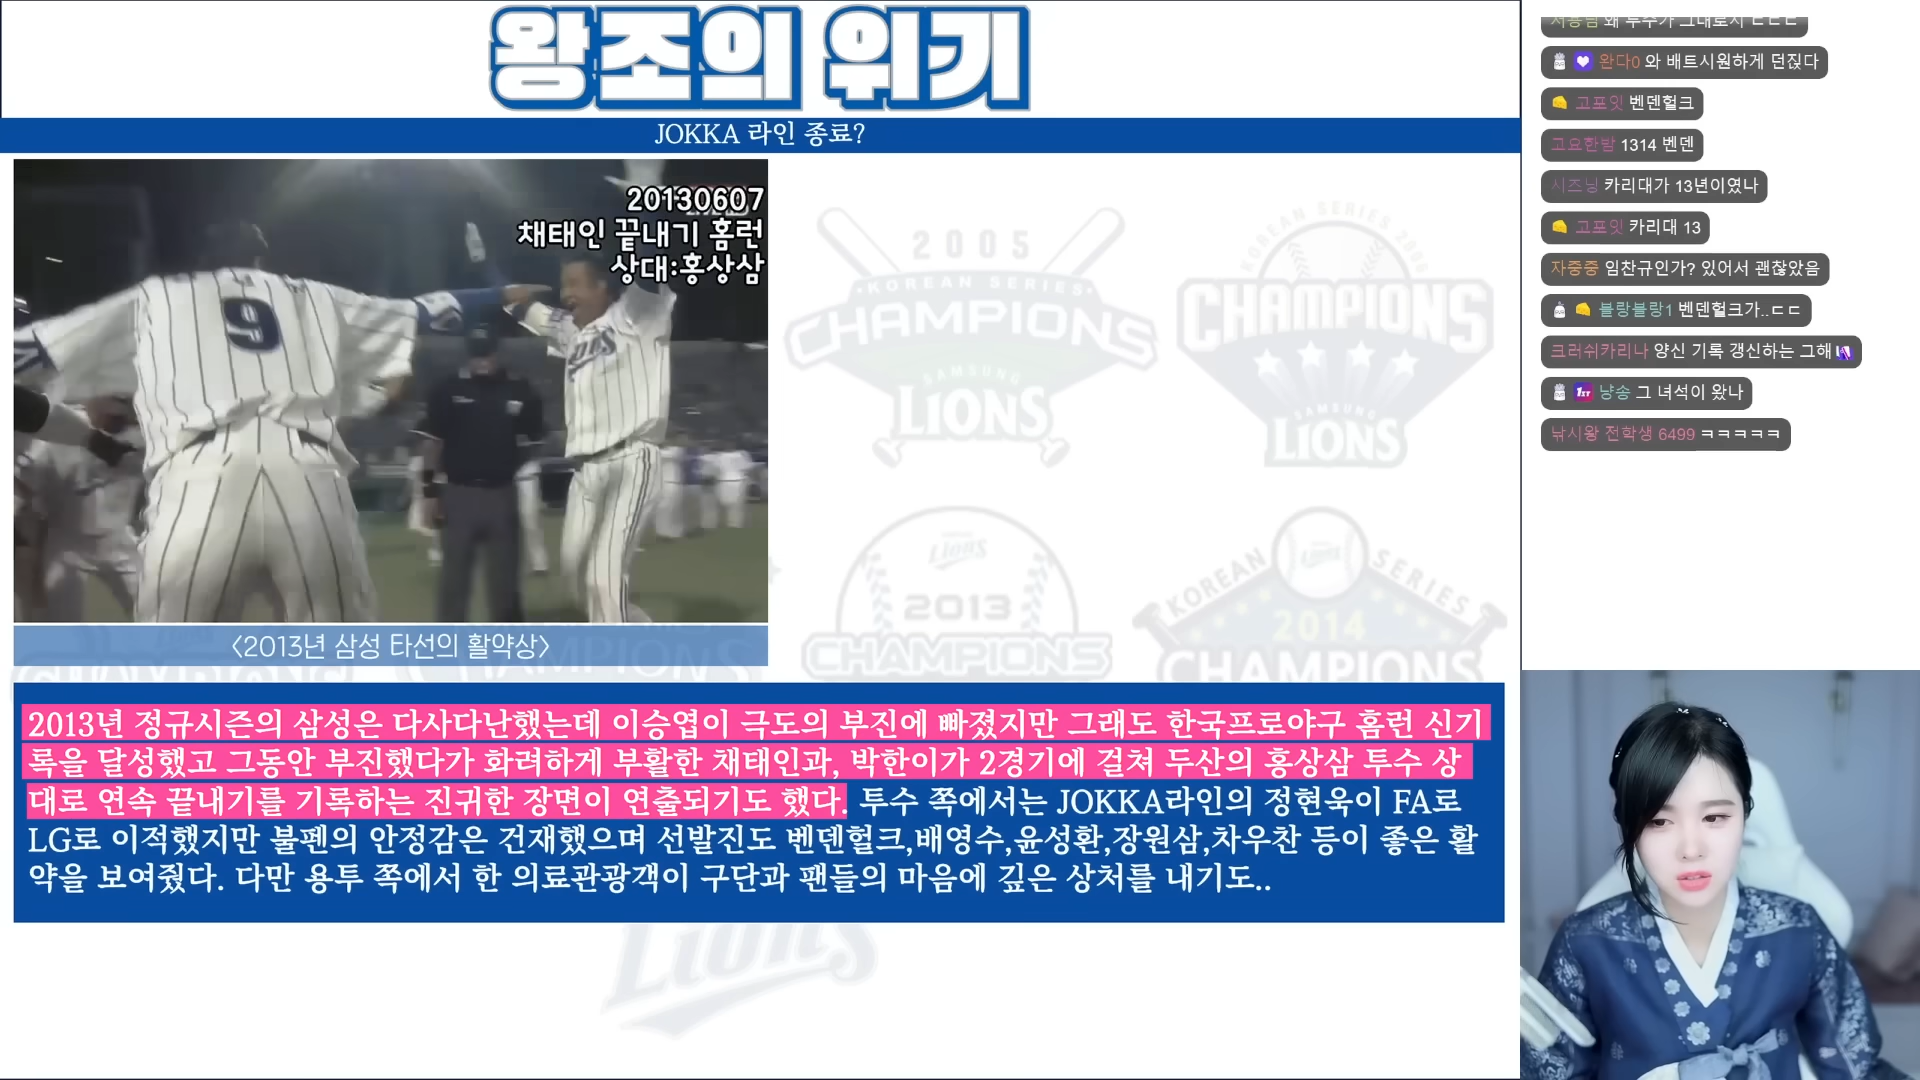 왕조의 위기
JOKKA 라인 종료?
20130607
채태인 끝내기 홈런
상대:홍상삼
9
<2013년 삼성 타선의 활약상>
2005
KOREAN SERIES
CHAMPIONS
SAMSUNG
LIONS
KOREAN SERIES
CHAMPIONS
SAMSUNG
LIONS
Lions
2013
CHAMPIONS
KOREAN SERIES
2014
CHAMPIONS
2013년 정규시즌의 삼성은 다사다난했는데 이승엽이 극도의 부진에 빠졌지만 그래도 한국프로야구 홈런 신기
록을 달성했고 그동안 부진했다가 화려하게 부활한 채태인과, 박한이가 2경기에 걸쳐 두산의 홍상삼 투수 상
대로 연속 끝내기를 기록하는 진귀한 장면이 연출되기도 했다. 투수 쪽에서는 JOKKA라인의 정현욱이 FA로
LG로 이적했지만 불펜의 안정감은 건재했으며 선발진도 벤덴헐크,배영수,윤성환,장원삼,차우찬 등이 좋은 활
약을 보여줬다. 다만 용투 쪽에서 한 의료관광객이 구단과 팬들의 마음에 깊은 상처를 내기도..
Lions
완다0 와 배트시원하게 던짅다
고포잇 벤덴헐크
고요한밤 1314 벤덴
시즈닝 카리대가 13년이였나
고포잇 카리대 13
자중중 임찬규인가? 있어서 괜찮았음
블랑블랑1 벤덴헐크가..ㄷㄷ
크러쉬카리나 양신 기록 갱신하는 그해
냥송 그 녀석이 왔나
낚시왕 전학생 6499 ㅋㅋㅋㅋㅋ